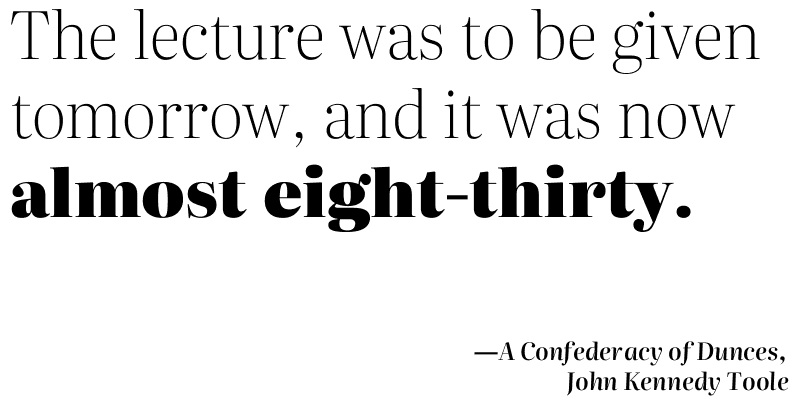 The lecture was to be given
tomorrow, and it was now
almost eight-thirty.
—A Confederacy of Dunces,
John Kennedy Toole